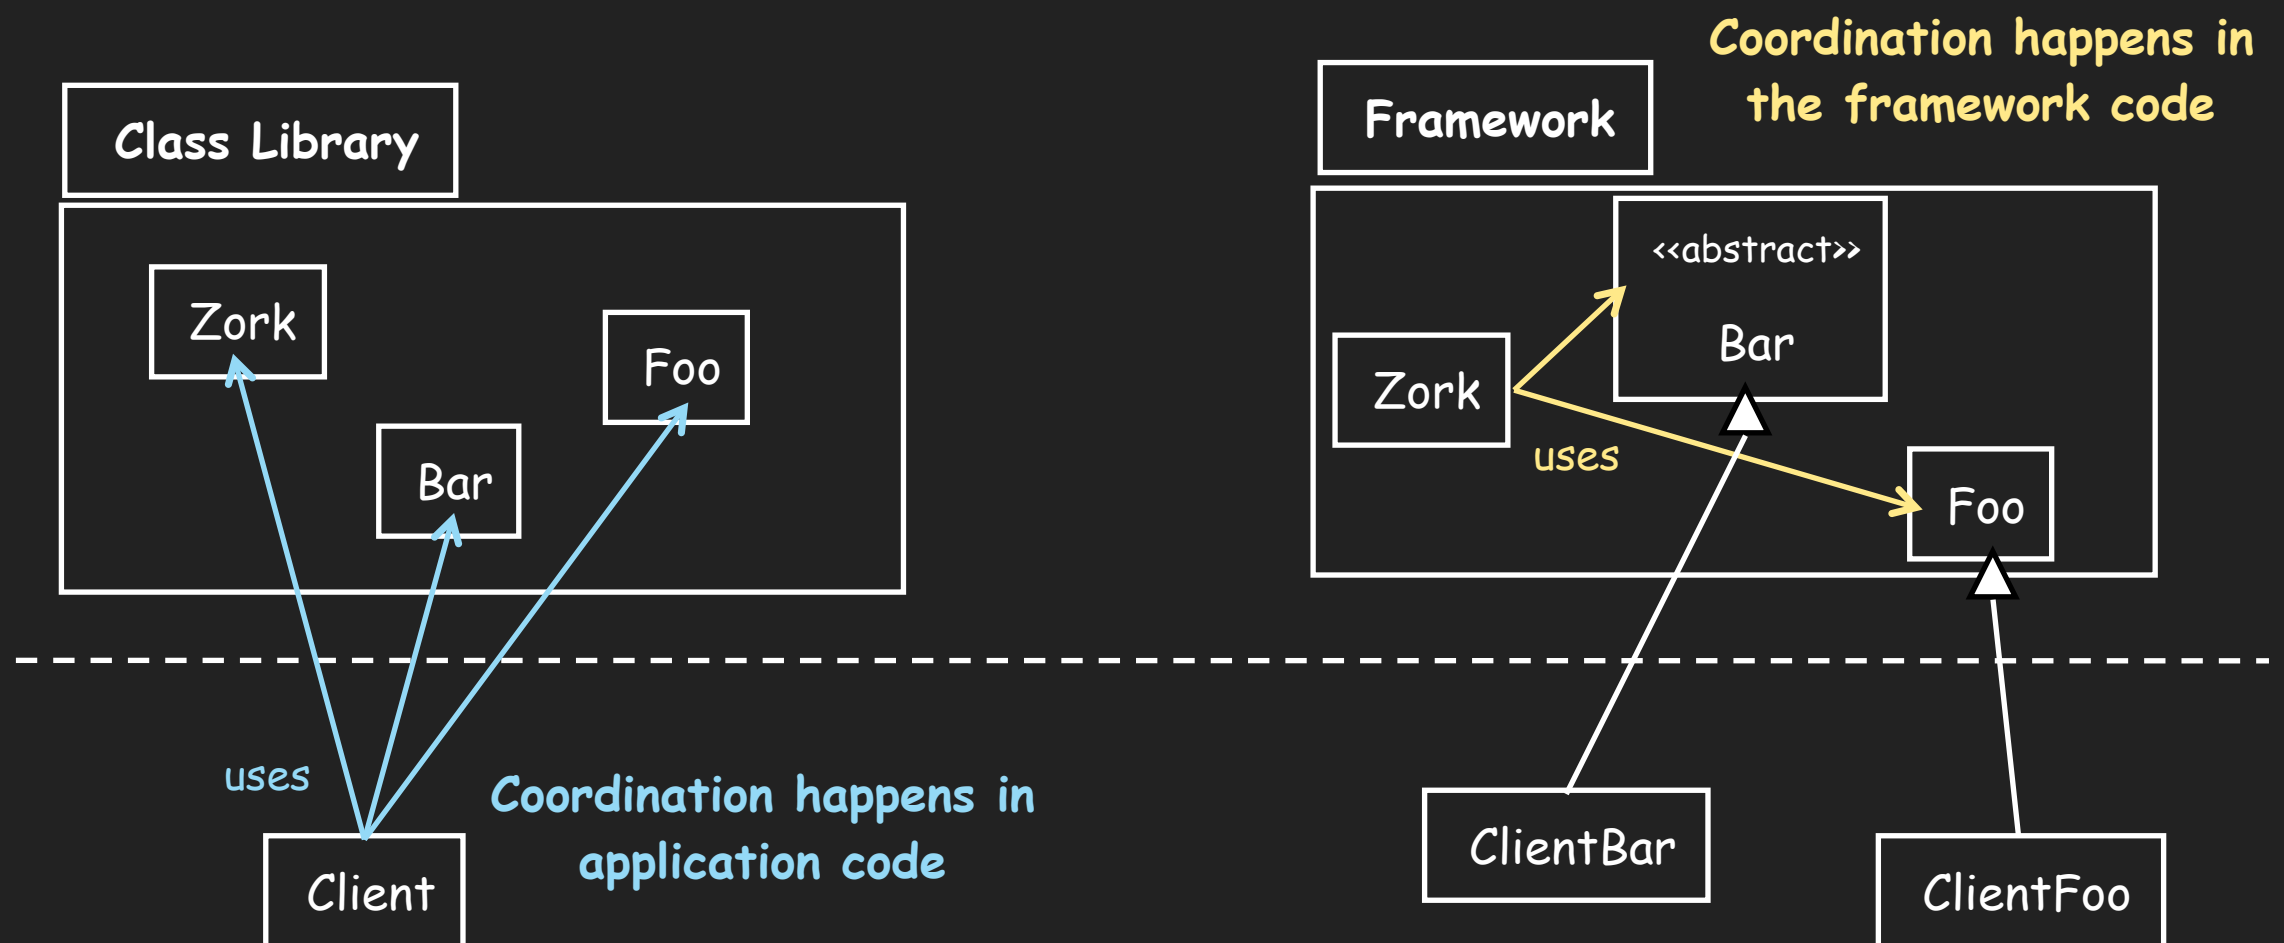 Class Library
Zork
Foo
Bar
uses
Coordination happens in
application code
Client
Coordination happens in
the framework code
Framework
<<abstract>>
Bar
Zork
uses
Foo
ClientBar
ClientFoo